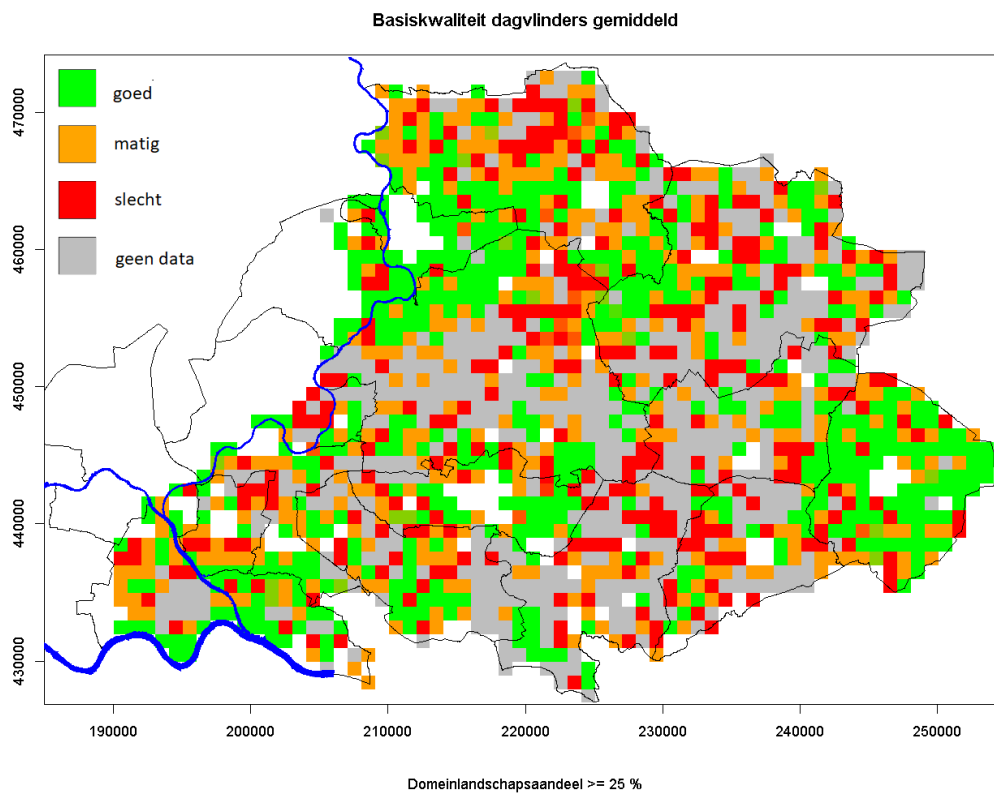 Basiskwaliteit dagvlinders gemiddeld
goed
matig
slecht
geen data
470000
460000
450000
440000
430000
190000 200000 210000 220000 230000 240000 250000
Domeinlandschapsaandeel >= 25 %